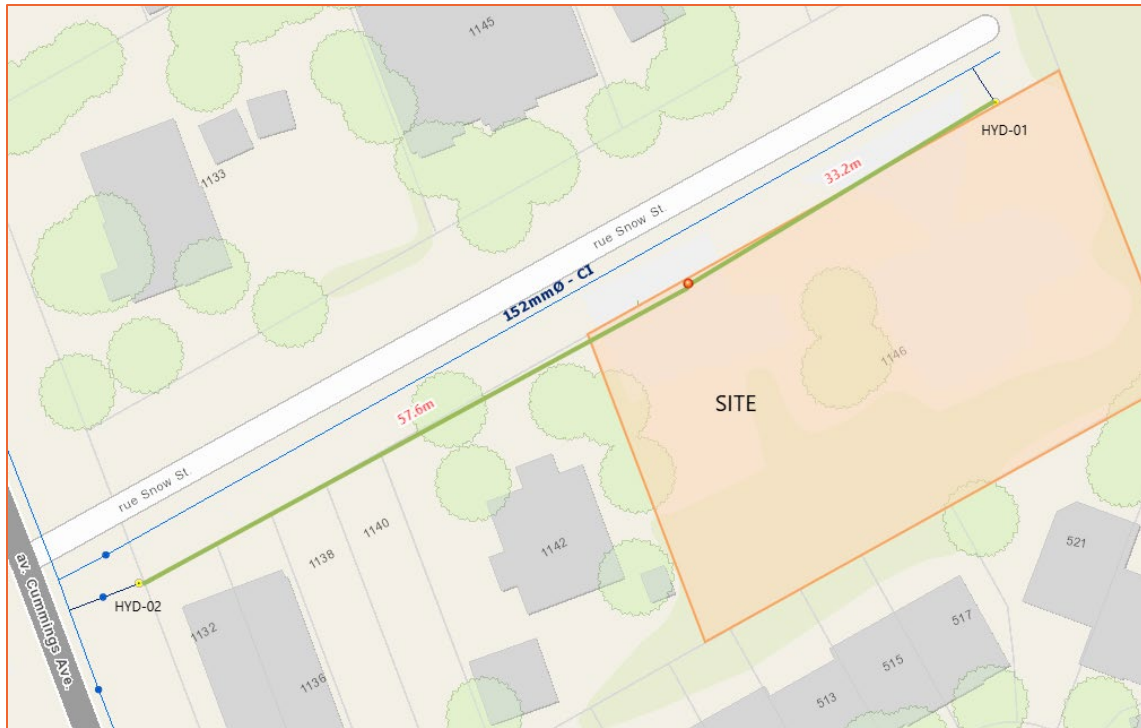 1145
HYD-01
1133
33.2m
rue Snow St.
152mmØ - CI
1146
SITE
57.6m
rue Snow St.
1140
1138
1142
521
av. Cummings Ave.
HYD-02
1132
1136
517
515
513